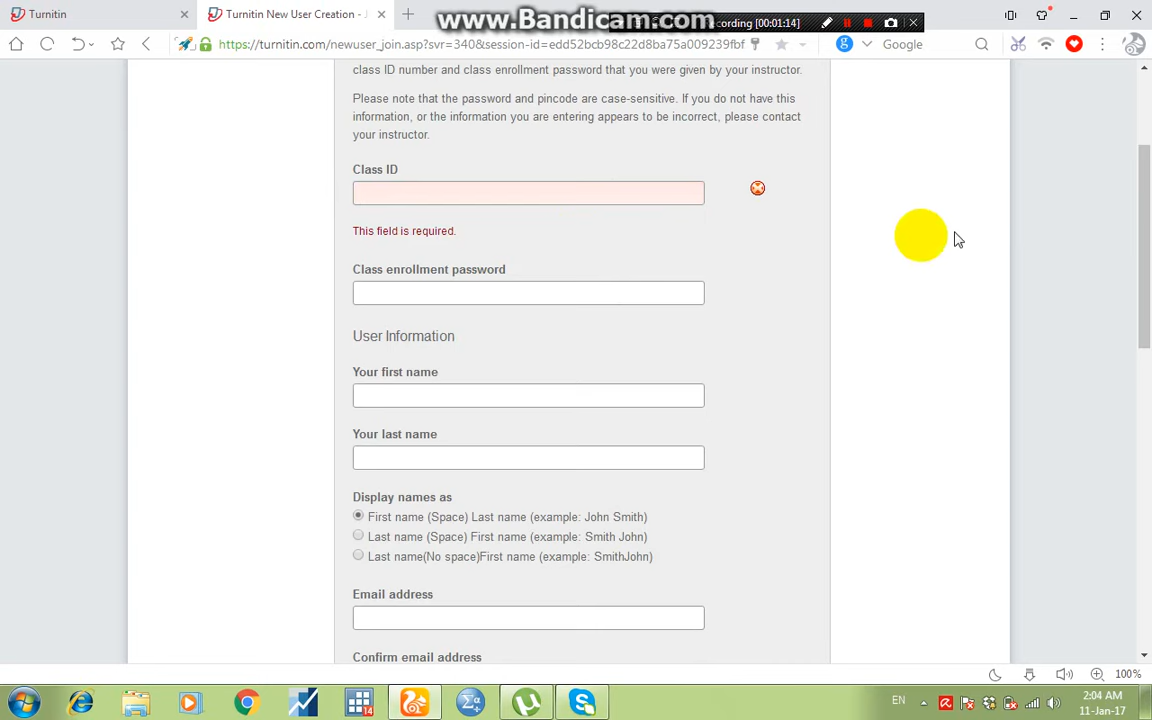 Turnitin
Turnitin New User Creation - J
www.Bandicam.com
ecording [00:01:14]
https://turnitin.com/newuser_join.asp?svr=340&session-id=edd52bcb98c22d8ba75a009239fbf
Google
class ID number and class enrollment password that you were given by your instructor.
Please note that the password and pincode are case-sensitive. If you do not have this
information, or the information you are entering appears to be incorrect, please contact
your instructor.
Class ID
This field is required.
Class enrollment password
User Information
Your first name
Your last name
Display names as
First name (Space) Last name (example: John Smith)
Last name (Space) First name (example: Smith John)
Last name(No space)First name (example: SmithJohn)
Email address
Confirm email address
100%
14
EN
2:04 AM
11-Jan-17